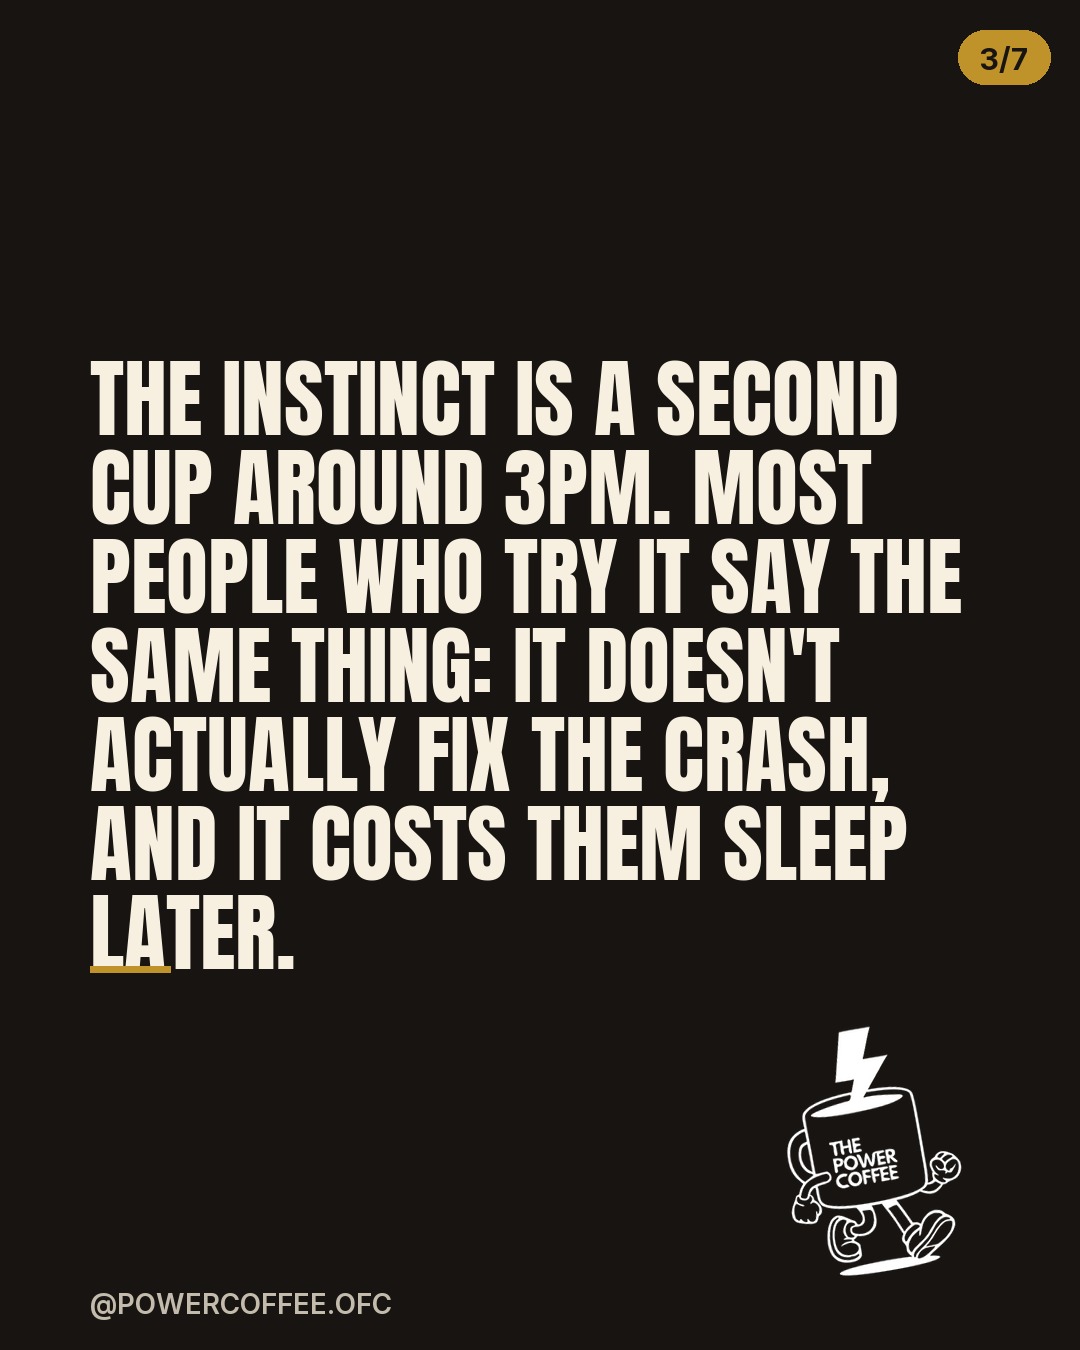 3/7
THE INSTINCT IS A SECOND
CUP AROUND 3PM. MOST
PEOPLE WHO TRY IT SAY THE
SAME THING: IT DOESN'T
ACTUALLY FIX THE CRASH,
AND IT COSTS THEM SLEEP
LATER.
THE
POWER
COFFEE
@POWERCOFFEE.OFC